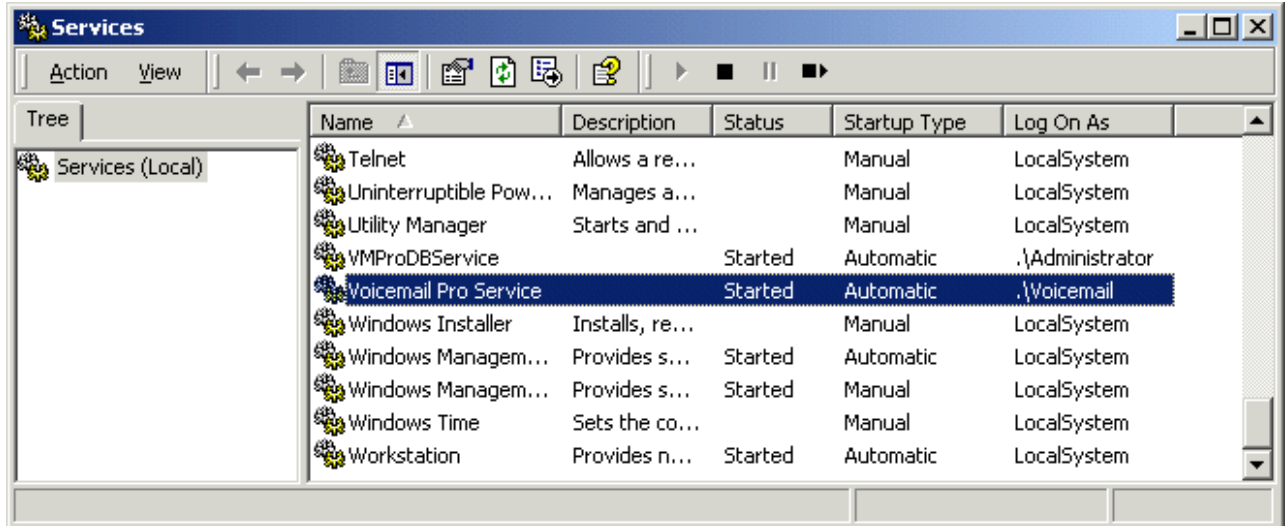 Services
Action View
Tree
Name Description Status Startup Type Log On As
Services (Local)
Telnet Allows a re... Manual LocalSystem
Uninterruptible Pow... Manages a... Manual LocalSystem
Utility Manager Starts and ... Manual LocalSystem
VMProDBService Started Automatic .\Administrator
Voicemail Pro Service Started Automatic .\Voicemail
Windows Installer Installs, re... Manual LocalSystem
Windows Managem... Provides s... Started Automatic LocalSystem
Windows Managem... Provides s... Started Manual LocalSystem
Windows Time Sets the co... Manual LocalSystem
Workstation Provides n... Started Automatic LocalSystem